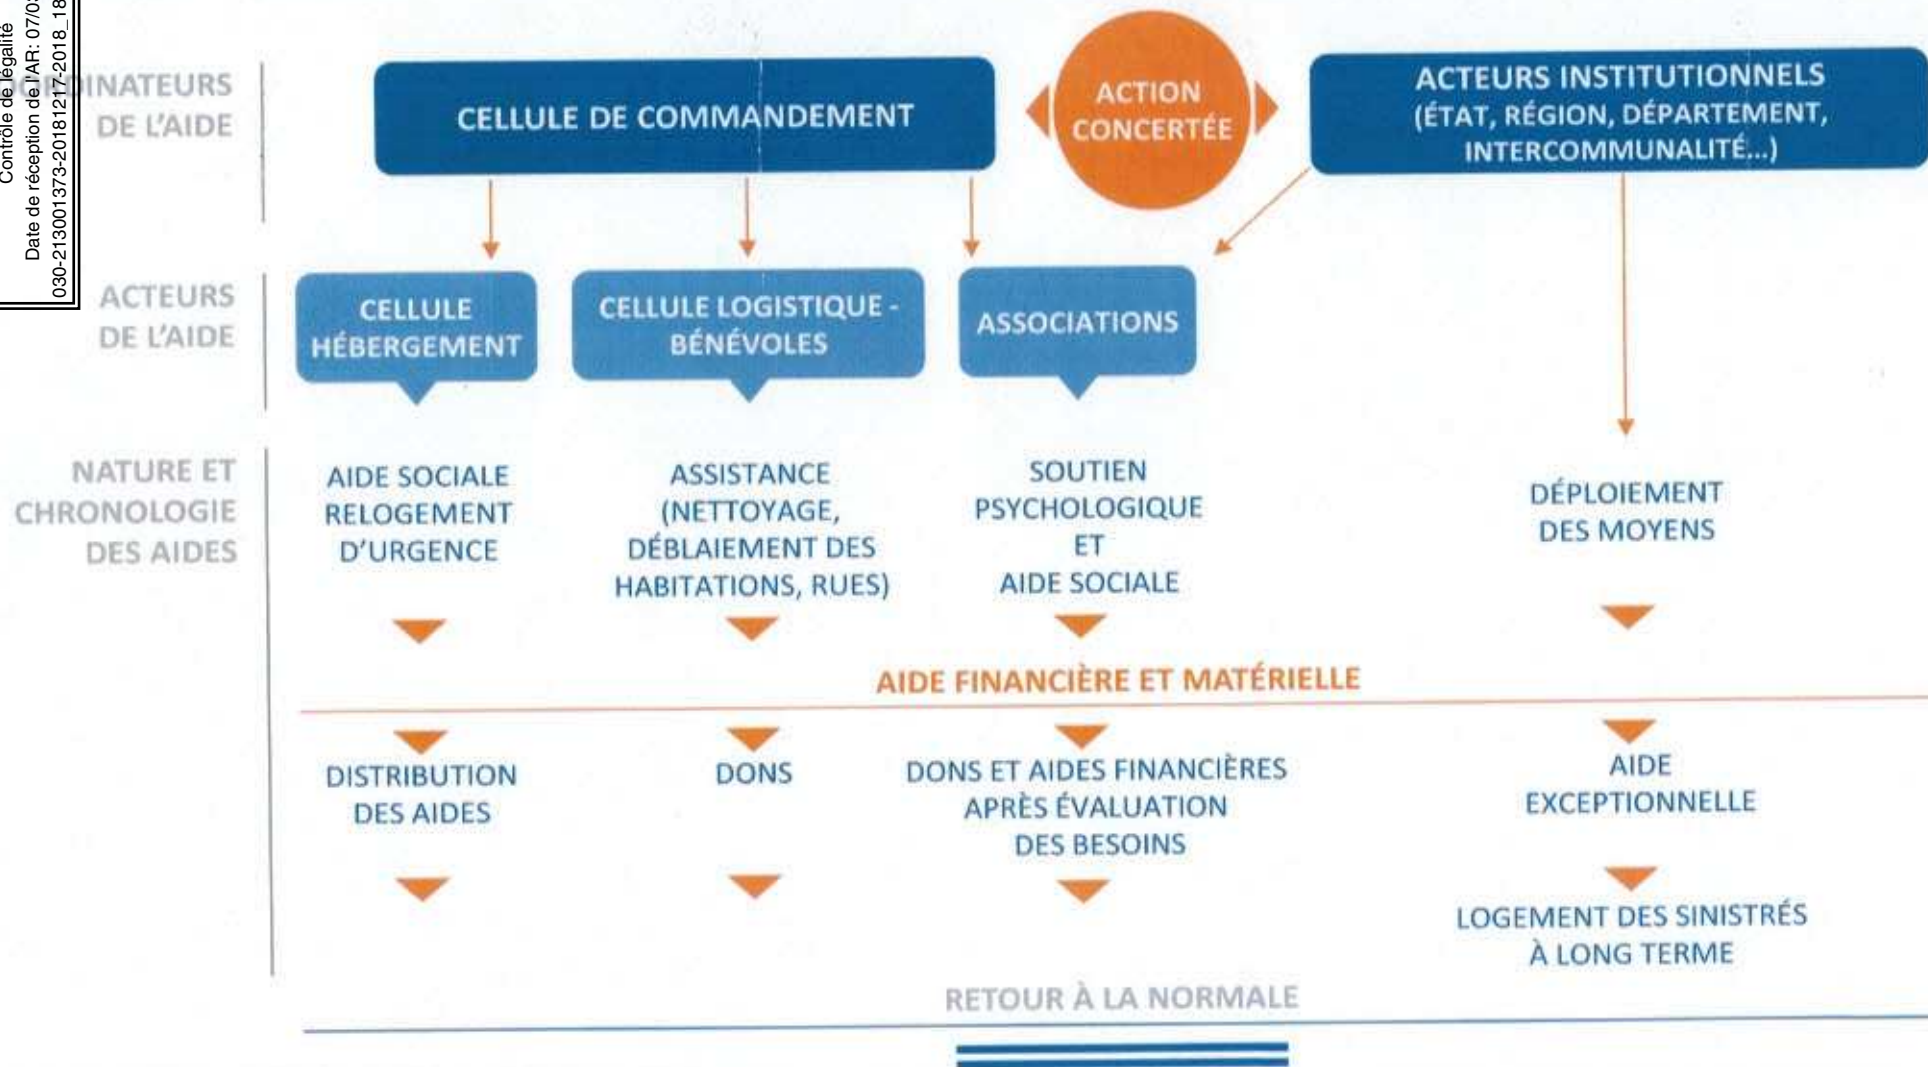 Contrôle de légalité
Date de réception de l'AR: 07/03
030-213001373-20181212-2018_18
COORDINATEURS
DE L'AIDE
CELLULE DE COMMANDEMENT
ACTION
CONCERTÉE
ACTEURS INSTITUTIONNELS
(ÉTAT, RÉGION, DÉPARTEMENT,
INTERCOMMUNALITÉ...)
ACTEURS
DE L'AIDE
CELLULE
HÉBERGEMENT
CELLULE LOGISTIQUE -
BÉNÉVOLES
ASSOCIATIONS
NATURE ET
CHRONOLOGIE
DES AIDES
AIDE SOCIALE
RELOGEMENT
D'URGENCE
ASSISTANCE
(NETTOYAGE,
DÉBLAIEMENT DES
HABITATIONS, RUES)
SOUTIEN
PSYCHOLOGIQUE
ET
AIDE SOCIALE
DÉPLOIEMENT
DES MOYENS
AIDE FINANCIÈRE ET MATÉRIELLE
DISTRIBUTION
DES AIDES
DONS
DONS ET AIDES FINANCIÈRES
APRÈS ÉVALUATION
DES BESOINS
AIDE
EXCEPTIONNELLE
LOGEMENT DES SINISTRÉS
À LONG TERME
RETOUR À LA NORMALE